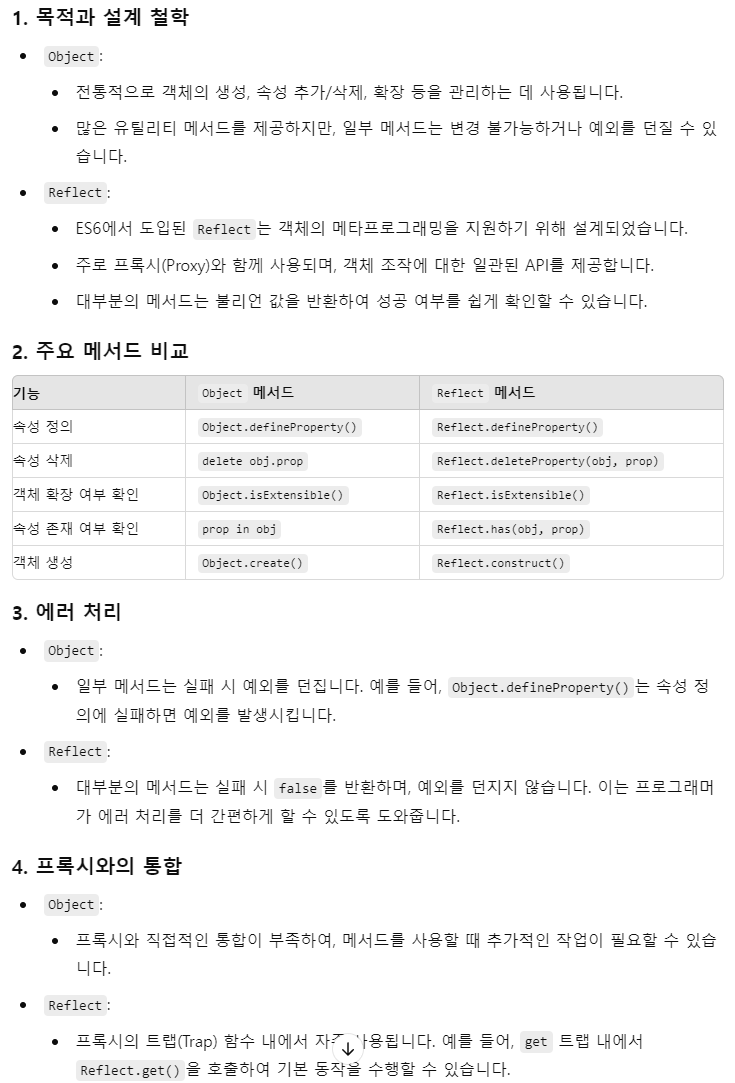 1. 목적과 설계 철학
Object:
전통적으로 객체의 생성, 속성 추가/삭제, 확장 등을 관리하는 데 사용됩니다.
많은 유틸리티 메서드를 제공하지만, 일부 메서드는 변경 불가능하거나 예외를 던질 수 있
습니다.
Reflect:
ES6에서 도입된 Reflect는 객체의 메타프로그래밍을 지원하기 위해 설계되었습니다.
주로 프록시(Proxy)와 함께 사용되며, 객체 조작에 대한 일관된 API를 제공합니다.
대부분의 메서드는 불리언 값을 반환하여 성공 여부를 쉽게 확인할 수 있습니다.
2. 주요 메서드 비교
기능 Object 메서드 Reflect 메서드
속성 정의 Object.defineProperty() Reflect.defineProperty()
속성 삭제 delete obj.prop Reflect.deleteProperty(obj, prop)
객체 확장 여부 확인 Object.isExtensible() Reflect.isExtensible()
속성 존재 여부 확인 prop in obj Reflect.has(obj, prop)
객체 생성 Object.create() Reflect.construct()
3. 에러 처리
Object:
일부 메서드는 실패 시 예외를 던집니다. 예를 들어, Object.defineProperty()는 속성 정
의에 실패하면 예외를 발생시킵니다.
Reflect:
대부분의 메서드는 실패 시 false를 반환하며, 예외를 던지지 않습니다. 이는 프로그래머
가 에러 처리를 더 간편하게 할 수 있도록 도와줍니다.
4. 프록시와의 통합
Object:
프록시와 직접적인 통합이 부족하여, 메서드를 사용할 때 추가적인 작업이 필요할 수 있습
니다.
Reflect:
프록시의 트랩(Trap) 함수 내에서 자주 사용됩니다. 예를 들어, get 트랩 내에서
Reflect.get()을 호출하여 기본 동작을 수행할 수 있습니다.